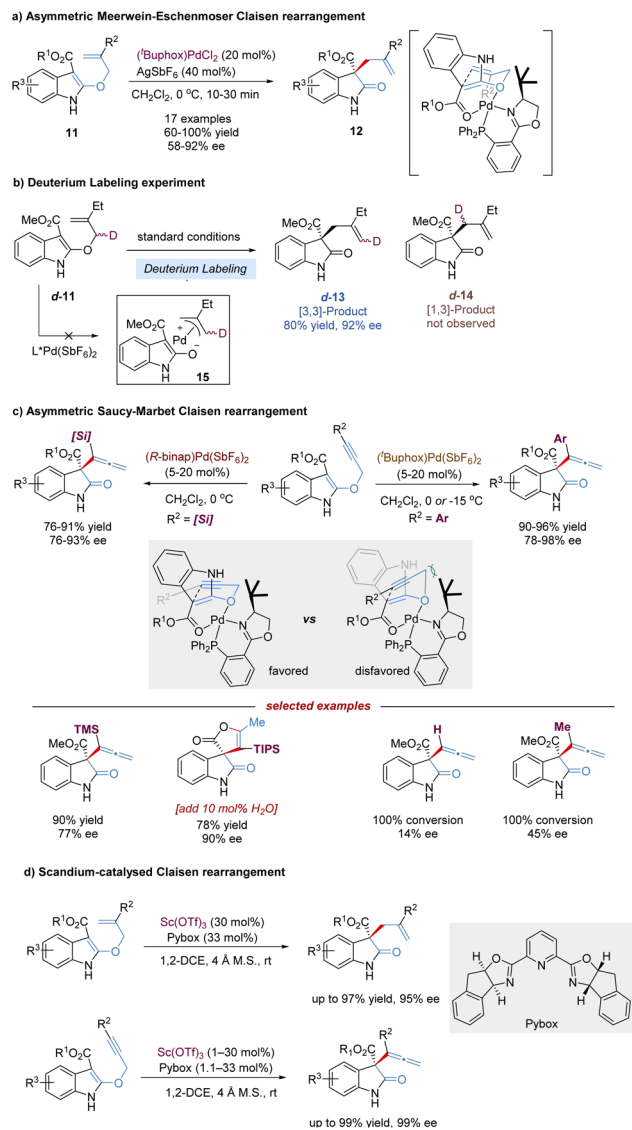 a) Asymmetric Meerwein-Eschenmoser Claisen rearrangement
R¹O₂C
R²
R³
O
N
H
11
(ᵗBuphox)PdCl₂ (20 mol%)
AgSbF₆ (40 mol%)
CH₂Cl₂, 0 °C, 10-30 min
17 examples
60-100% yield
58-92% ee
R¹O₂C
R²
R³
O
N
H
12
NH
R²
O
R¹O
O
Pd
N
O
Ph₂P
b) Deuterium Labeling experiment
MeO₂C
Et
D
O
N
H
d-11
standard conditions
Deuterium Labeling
MeO₂C
Et
D
O
N
H
d-13
[3,3]-Product
80% yield, 92% ee
MeO₂C
D
Et
O
N
H
d-14
[1,3]-Product
not observed
L*Pd(SbF₆)₂
Et
MeO₂C
+
Pd
D
O
−
N
H
15
c) Asymmetric Saucy-Marbet Claisen rearrangement
[Si]
R¹O₂C
R³
O
N
H
76-91% yield
76-93% ee
(R-binap)Pd(SbF₆)₂
(5-20 mol%)
CH₂Cl₂, 0 °C
R² = [Si]
R²
R¹O₂C
R³
O
N
H
(ᵗBuphox)Pd(SbF₆)₂
(5-20 mol%)
CH₂Cl₂, 0 or -15 °C
R² = Ar
Ar
R¹O₂C
R³
O
N
H
90-96% yield
78-98% ee
NH
R²
O
R¹O
O
Pd
N
O
Ph₂P
favored
vs
NH
R²
O
R¹O
O
Pd
N
O
Ph₂P
disfavored
selected examples
TMS
MeO₂C
O
N
H
90% yield
77% ee
O
O
Me
TIPS
O
N
H
[add 10 mol% H₂O]
78% yield
90% ee
H
MeO₂C
O
N
H
100% conversion
14% ee
Me
MeO₂C
O
N
H
100% conversion
45% ee
d) Scandium-catalysed Claisen rearrangement
R¹O₂C
R²
R³
O
N
H
Sc(OTf)₃ (30 mol%)
Pybox (33 mol%)
1,2-DCE, 4 Å M.S., rt
R¹O₂C
R²
R³
O
N
H
up to 97% yield, 95% ee
H
O
N
N
N
O
H
H
H
Pybox
R²
R¹O₂C
R³
O
N
H
Sc(OTf)₃ (1–30 mol%)
Pybox (1.1–33 mol%)
1,2-DCE, 4 Å M.S., rt
R²
R₁O₂C
R³
O
N
H
up to 99% yield, 99% ee